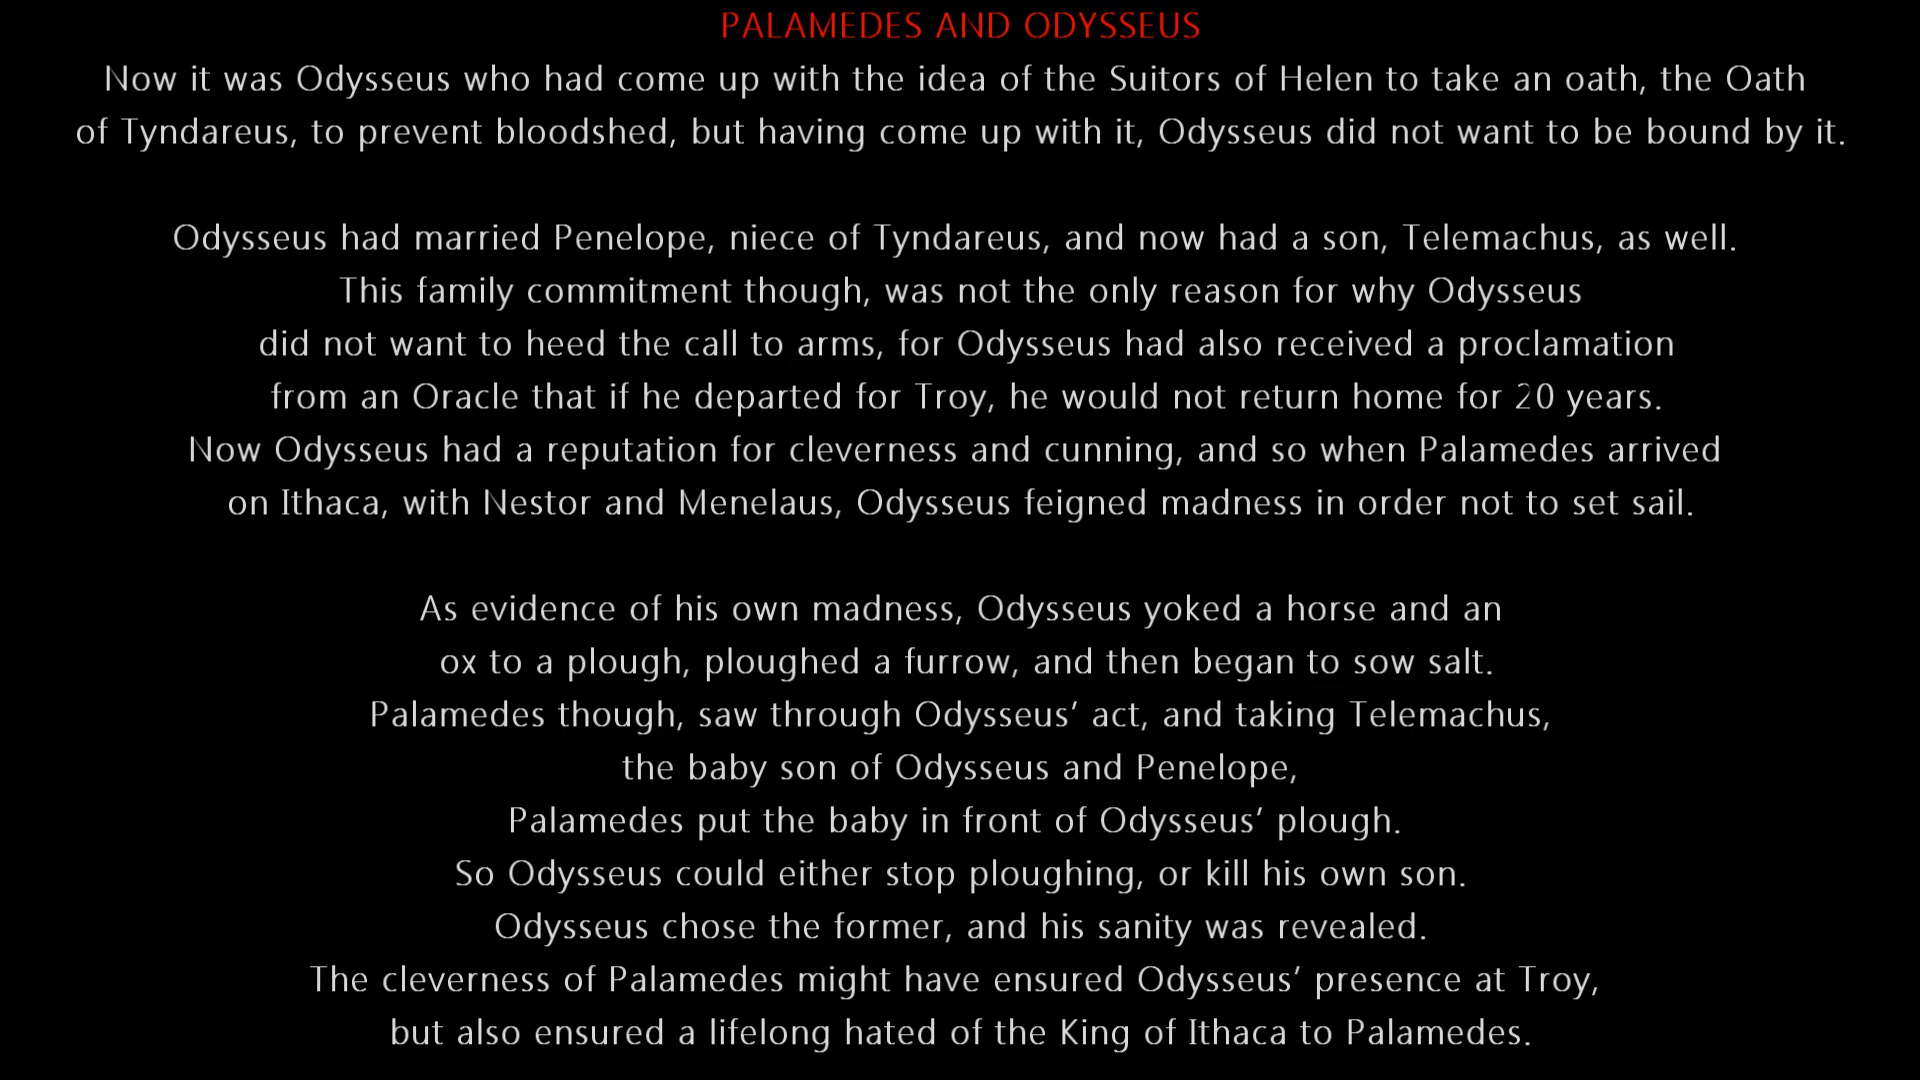 PALAMEDES AND ODYSSEUS
Now it was Odysseus who had come up with the idea of the Suitors of Helen to take an oath, the Oath
of Tyndareus, to prevent bloodshed, but having come up with it, Odysseus did not want to be bound by it.
Odysseus had married Penelope, niece of Tyndareus, and now had a son, Telemachus, as well.
This family commitment though, was not the only reason for why Odysseus
did not want to heed the call to arms, for Odysseus had also received a proclamation
from an Oracle that if he departed for Troy, he would not return home for 20 years.
Now Odysseus had a reputation for cleverness and cunning, and so when Palamedes arrived
on Ithaca, with Nestor and Menelaus, Odysseus feigned madness in order not to set sail.
As evidence of his own madness, Odysseus yoked a horse and an
ox to a plough, ploughed a furrow, and then began to sow salt.
Palamedes though, saw through Odysseus’ act, and taking Telemachus,
the baby son of Odysseus and Penelope,
Palamedes put the baby in front of Odysseus’ plough.
So Odysseus could either stop ploughing, or kill his own son.
Odysseus chose the former, and his sanity was revealed.
The cleverness of Palamedes might have ensured Odysseus’ presence at Troy,
but also ensured a lifelong hated of the King of Ithaca to Palamedes.